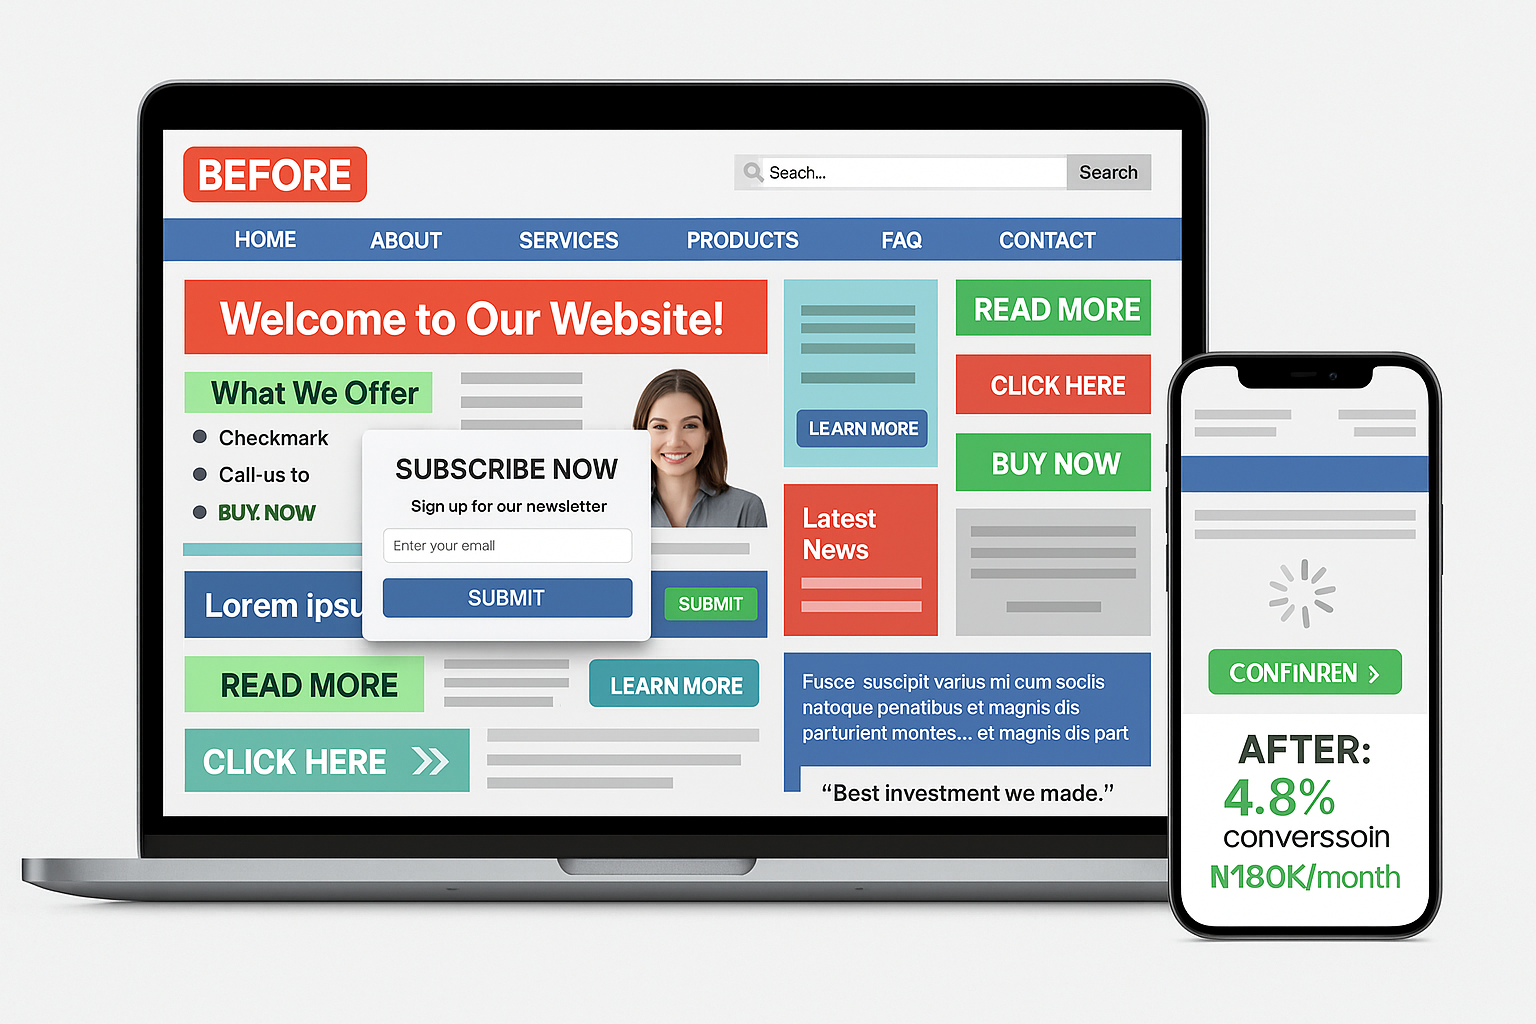 BEFORE
Seach...
Search
HOME
ABOUT
SERVICES
PRODUCTS
FAQ
CONTACT
Welcome to Our Website!
What We Offer
Checkmark
Call-us to
BUY. NOW
SUBSCRIBE NOW
Sign up for our newsletter
Enter your email
SUBMIT
Lorem ipsu
SUBMIT
READ MORE
LEARN MORE
CLICK HERE
LEARN MORE
Latest
News
READ MORE
CLICK HERE
BUY NOW
Fusce suscipit varius mi cum soclis
natoque penatibus et magnis dis
parturient montes... et magnis dis part
“Best investment we made.”
CONFINREN
AFTER:
4.8%
converssoin
N180K/month